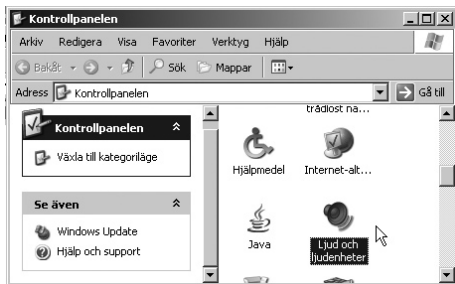 Kontrollpanelen
Arkiv Redigera Visa Favoriter Verktyg Hjälp
Bakåt Sök Mappar
Adress Kontrollpanelen Gå till
Kontrollpanelen
Växla till kategoriläge
Se även
Windows Update
Hjälp och support
trådlöst nä...
Hjälpmedel Internet-alt...
Java Ljud och
ljudenheter